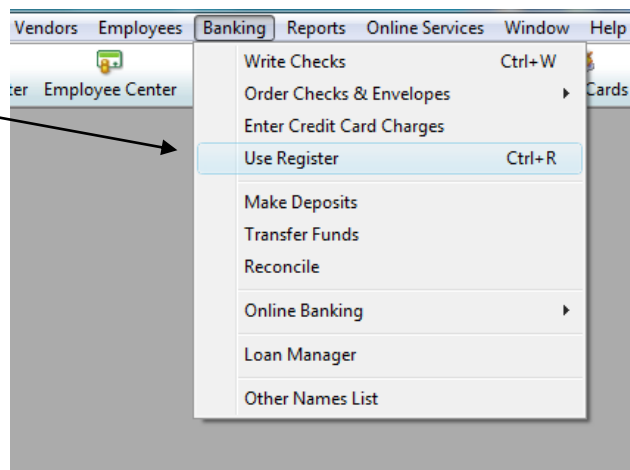 Vendors Employees Banking Reports Online Services Window Help
Employee Center
Cards
Write Checks Ctrl+W
Order Checks & Envelopes
Enter Credit Card Charges
Use Register Ctrl+R
Make Deposits
Transfer Funds
Reconcile
Online Banking
Loan Manager
Other Names List